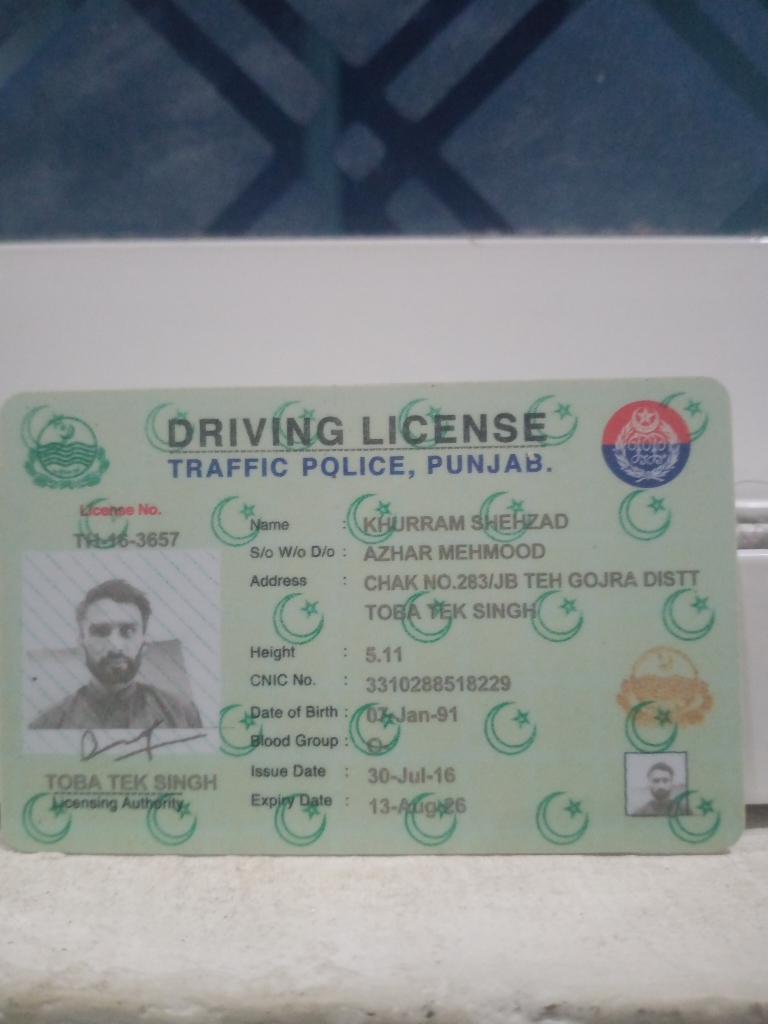 DRIVING LICENSE
TRAFFIC POLICE, PUNJAB.
License No.
TH-16-3657
Name : KHURRAM SHEHZAD
S/o W/o D/o : AZHAR MEHMOOD
Address : CHAK NO.283/JB TEH GOJRA DISTT
TOBA TEK SINGH
Height : 5.11
CNIC No. : 3310288518229
Date of Birth : 07-Jan-91
Blood Group :
Issue Date : 30-Jul-16
Expiry Date : 13-Aug-26
TOBA TEK SINGH
Licensing Authority